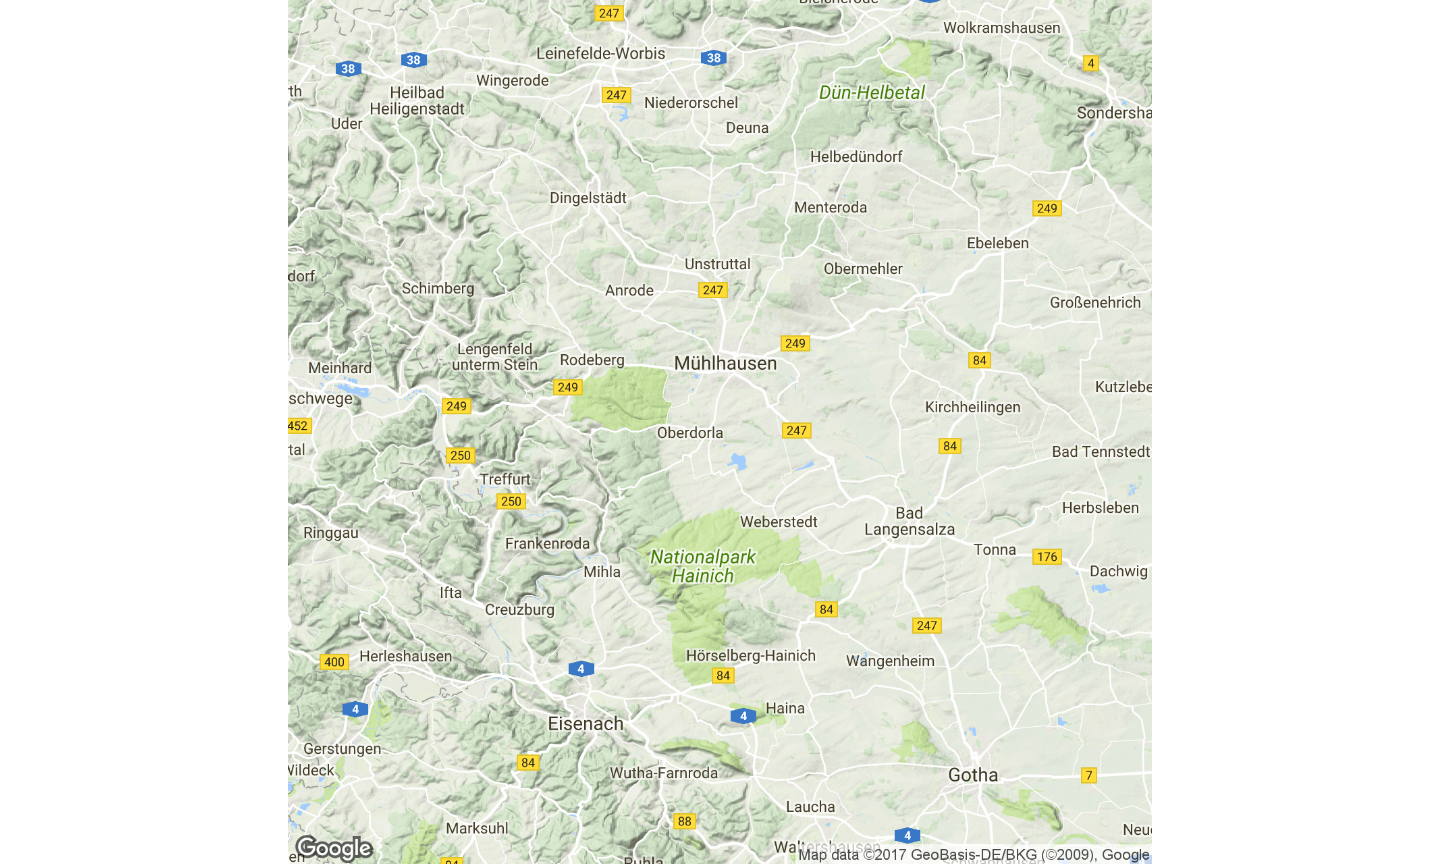 Bleicherode
247
Wolkramshausen
Leinefelde-Worbis
38
38
38
4
Wingerode
Heilbad
Heiligenstadt
247
Niederorschel
Dün-Helbetal
rth
Uder
Deuna
Sondersha
Helbedündorf
Dingelstädt
Menteroda
249
Ebeleben
Unstruttal
Obermehler
dorf
Schimberg
Anrode
247
Großenehrich
249
Lengenfeld
unterm Stein
Rodeberg
Mühlhausen
84
Meinhard
249
Kutzlebe
schwege
249
Kirchheilingen
452
Oberdorla
247
84
tal
250
Bad Tennstedt
Treffurt
250
Herbsleben
Bad
Langensalza
Weberstedt
Ringgau
Frankenroda
Nationalpark
Hainich
Tonna
176
Mihla
Dachwig
Ifta
Creuzburg
84
247
Herleshausen
400
4
Hörselberg-Hainich
Wangenheim
84
4
Haina
4
Eisenach
Gerstungen
Wildeck
84
Wutha-Farnroda
Gotha
7
Laucha
88
Marksuhl
4
Neue
Google
en
84
Ruhla
Waltershausen
Map data ©2017 GeoBasis-DE/BKG (©2009), Google